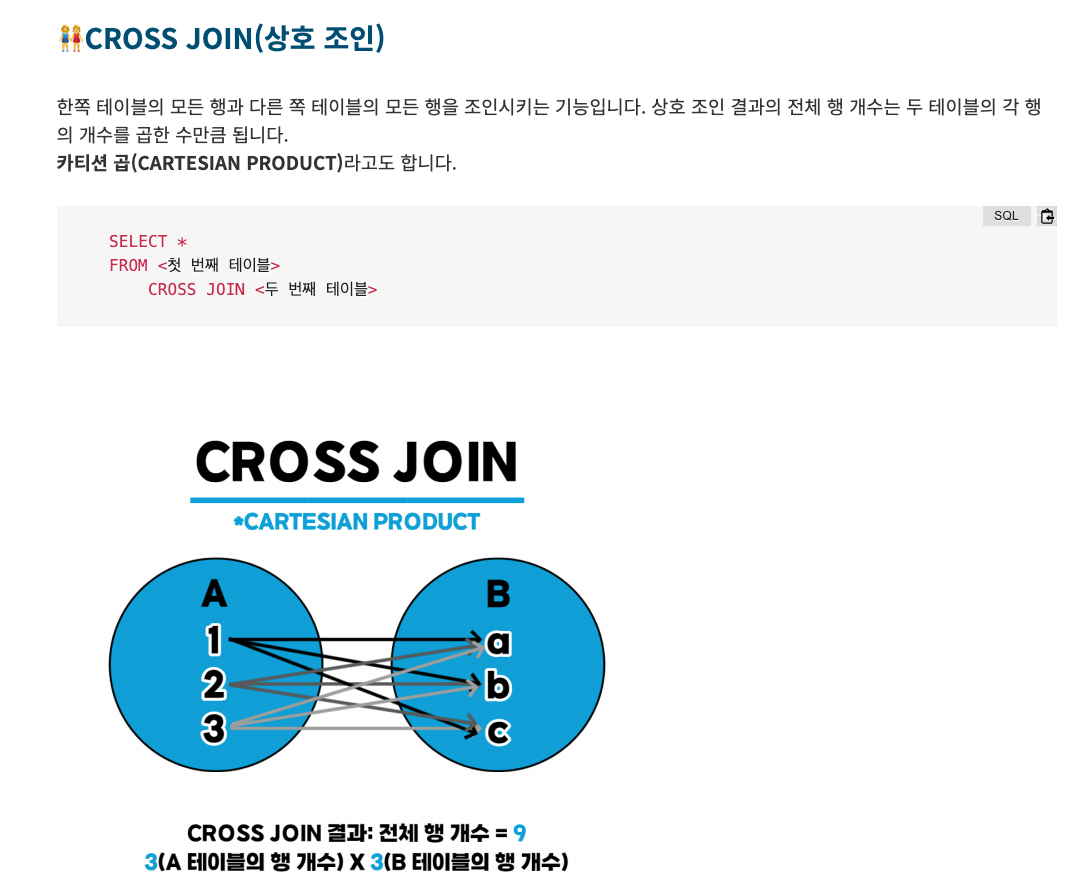 CROSS JOIN(상호 조인)
한쪽 테이블의 모든 행과 다른 쪽 테이블의 모든 행을 조인시키는 기능입니다. 상호 조인 결과의 전체 행 개수는 두 테이블의 각 행
의 개수를 곱한 수만큼 됩니다.
카티션 곱(CARTESIAN PRODUCT)라고도 합니다.
SQL
SELECT *
FROM <첫 번째 테이블>
CROSS JOIN <두 번째 테이블>
CROSS JOIN
*CARTESIAN PRODUCT
A B
1 a
2 b
3 c
CROSS JOIN 결과: 전체 행 개수 = 9
3(A 테이블의 행 개수) X 3(B 테이블의 행 개수)